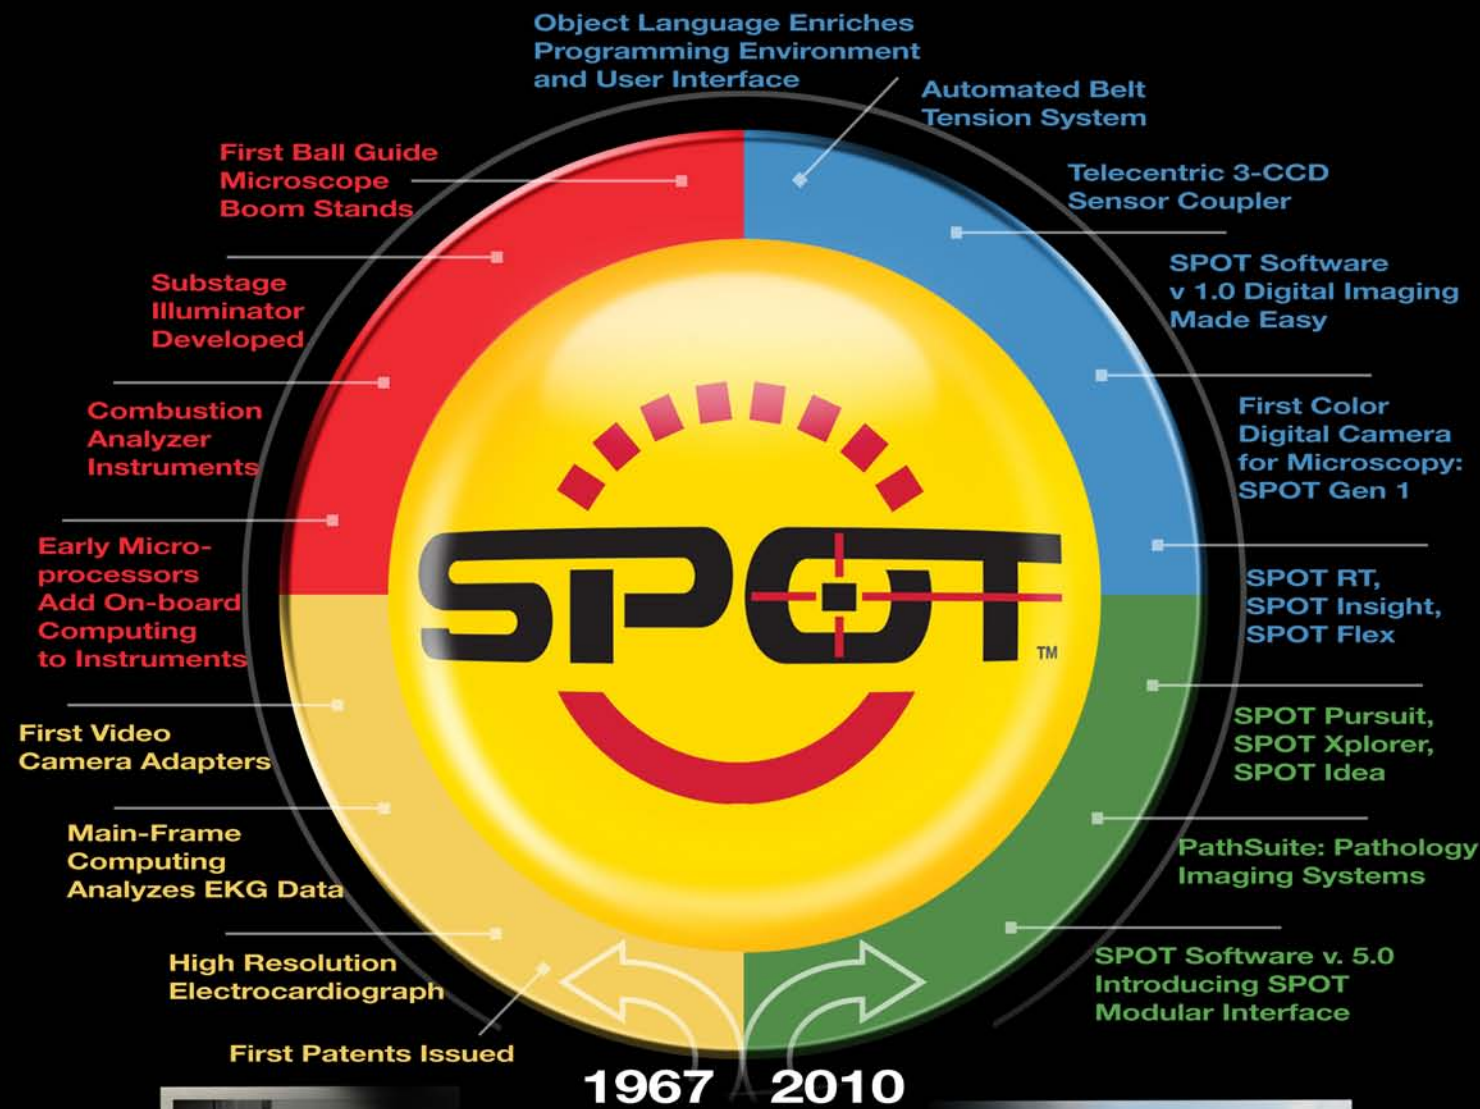 Object Language Enriches
Programming Environment
and User Interface
Automated Belt
Tension System
Telecentric 3-CCD
Sensor Coupler
SPOT Software
v 1.0 Digital Imaging
Made Easy
First Color
Digital Camera
for Microscopy:
SPOT Gen 1
SPOT RT,
SPOT Insight,
SPOT Flex
SPOT Pursuit,
SPOT Xplorer,
SPOT Idea
PathSuite: Pathology
Imaging Systems
SPOT Software v. 5.0
Introducing SPOT
Modular Interface
First Ball Guide
Microscope
Boom Stands
Substage
Illuminator
Developed
Combustion
Analyzer
Instruments
Early Micro-
processors
Add On-board
Computing
to Instruments
First Video
Camera Adapters
Main-Frame
Computing
Analyzes EKG Data
High Resolution
Electrocardiograph
First Patents Issued
SPOT
TM
1967 2010